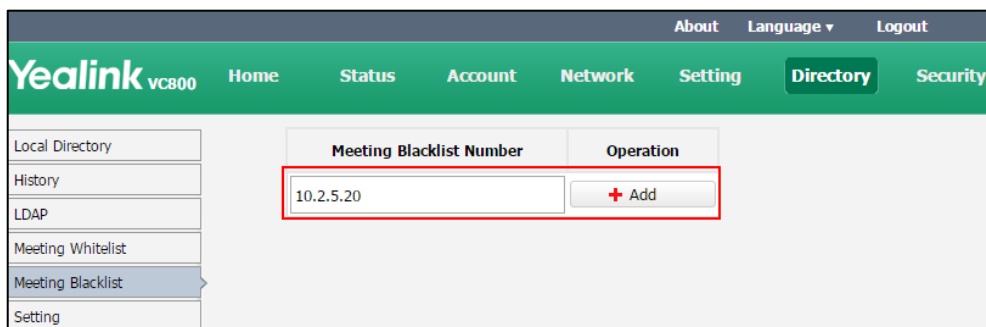 About Language ▾ Logout
Yealink VC800 Home Status Account Network Setting Directory Security
Local Directory
Meeting Blacklist Number Operation
History
10.2.5.20 + Add
LDAP
Meeting Whitelist
Meeting Blacklist
Setting